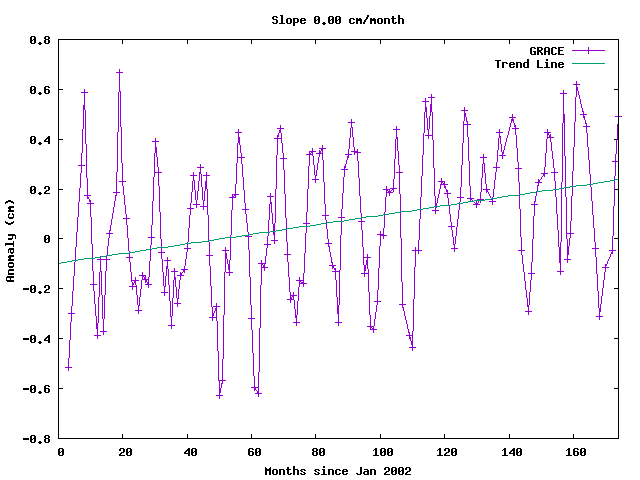 Slope 0.00 cm/month
GRACE
Trend Line
0.8
0.6
0.4
0.2
0
-0.2
-0.4
-0.6
-0.8
Anomaly (cm)
0 20 40 60 80 100 120 140 160
Months since Jan 2002